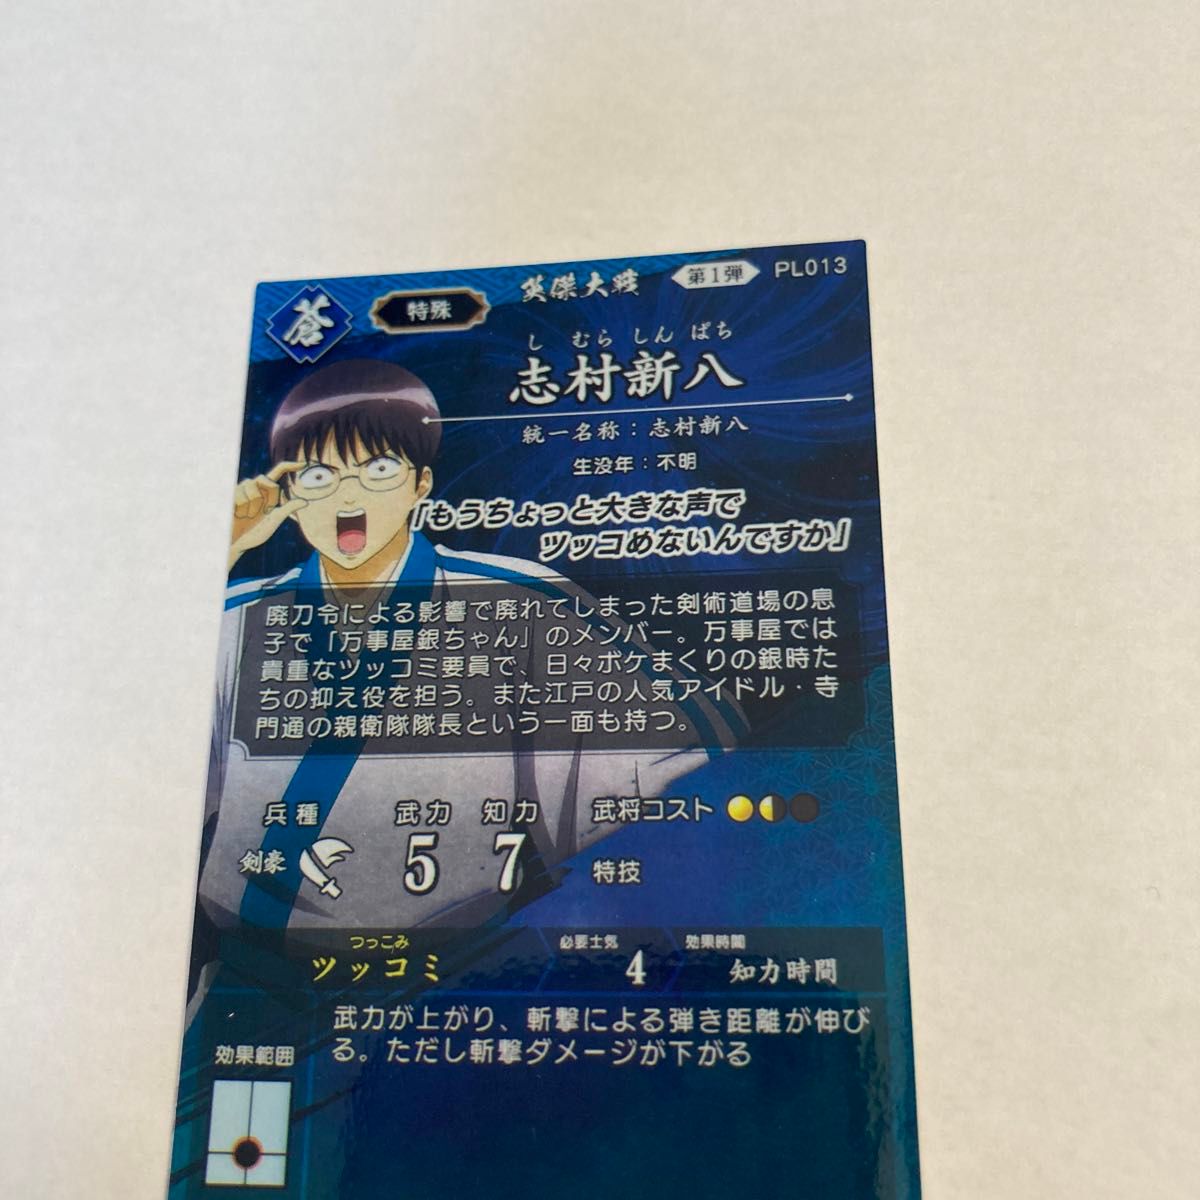 蒼
特殊
英傑大戦
第1弾
PL013
し むら しん ぱち
志村新八
統一名称：志村新八
生没年：不明
「もうちょっと大きな声で
ツッコめないんですか」
廃刀令による影響で廃れてしまった剣術道場の息
子で「万事屋銀ちゃん」のメンバー。万事屋では
貴重なツッコミ要員で、日々ボケまくりの銀時た
ちの抑え役を担う。また江戸の人気アイドル・寺
門通の親衛隊隊長という一面も持つ。
兵種 武力 知力 武将コスト
剣豪 5 7 特技
つっこみ
ツッコミ
必要士気
4
効果時間
知力時間
武力が上がり、斬撃による弾き距離が伸び
る。ただし斬撃ダメージが下がる
効果範囲